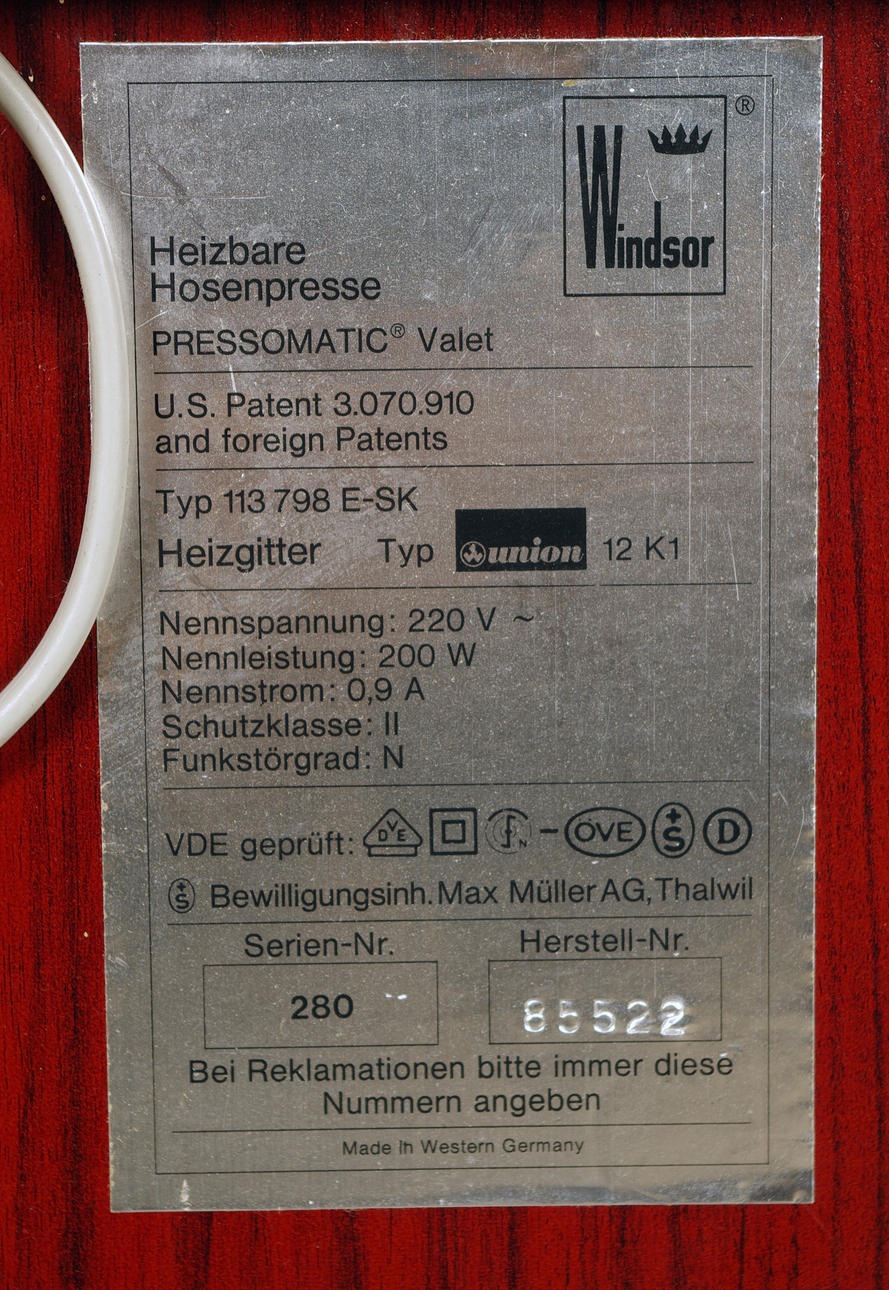 Windsor ®
Heizbare
Hosenpresse
PRESSOMATIC® Valet
U.S. Patent 3.070.910
and foreign Patents
Typ 113 798 E-SK
Heizgitter Typ union 12 K1
Nennspannung: 220 V ~
Nennleistung: 200 W
Nennstrom: 0,9 A
Schutzklasse: II
Funkstörgrad: N
VDE geprüft: DVE F N - ÖVE +S D
+S Bewilligungsinh. Max Müller AG, Thalwil
Serien-Nr. Herstell-Nr.
280 85522
Bei Reklamationen bitte immer diese
Nummern angeben
Made in Western Germany